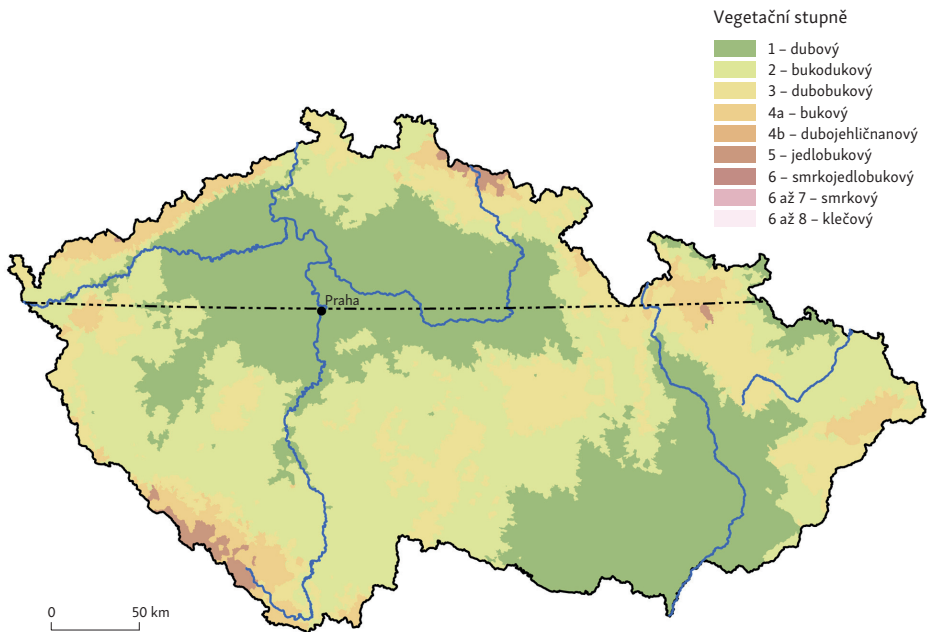 Vegetační stupně
1 – dubový
2 – bukodukový
3 – dubobukový
4a – bukový
4b – dubojehličnanový
5 – jedlobukový
6 – smrkojedlobukový
6 až 7 – smrkový
6 až 8 – klečový
Praha
0 50 km